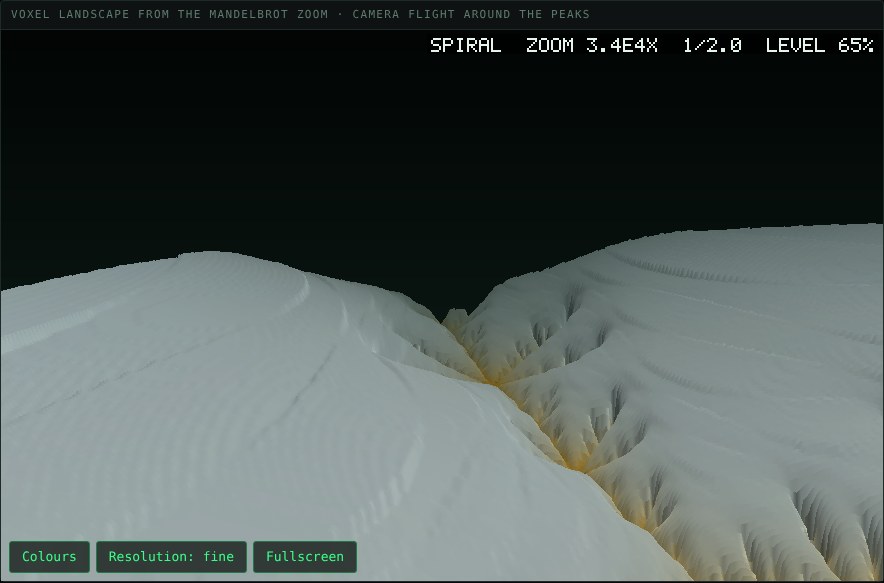 VOXEL LANDSCAPE FROM THE MANDELBROT ZOOM · CAMERA FLIGHT AROUND THE PEAKS
SPIRAL ZOOM 3.4E4X 1/2.0 LEVEL 65%
Colours Resolution: fine Fullscreen